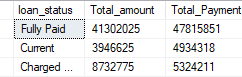 loan_status Total_amount Total_Payment
Fully Paid 41302025 47815851
Current 3946625 4934318
Charged ... 8732775 5324211